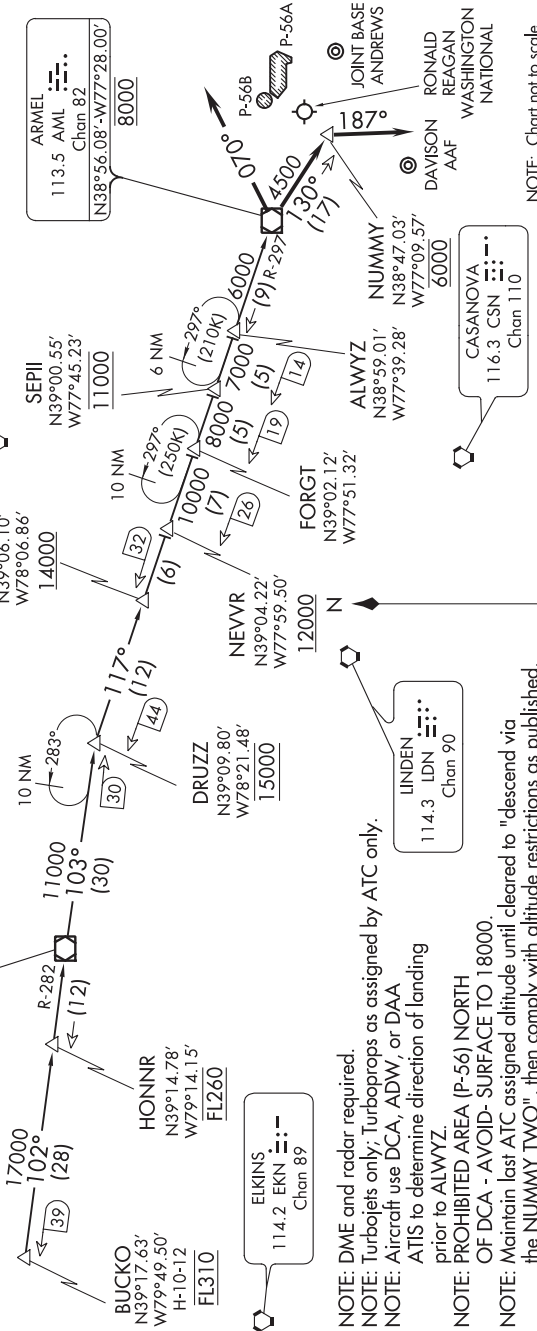 ARMEL
113.5 AML
Chan 82
N38°56.08'-W77°28.00'
8000
070°
P-56B
P-56A
JOINT BASE
ANDREWS
RONALD
REAGAN
WASHINGTON
NATIONAL
187°
DAVISON
AAF
4500
130°
(17)
NUMMY
N38°47.03'
W77°09.57'
6000
CASANOVA
116.3 CSN
Chan 110
NOTE: Chart not to scale
SEPII
N39°00.55'
W77°45.23'
11000
6 NM
297°
(210K)
6000
(9)
R-297
7000
(5)
14
ALWYZ
N38°59.01'
W77°39.28'
10 NM
297°
(250K)
8000
(5)
19
FORGT
N39°02.12'
W77°51.32'
10000
(7)
26
NEVVR
N39°04.22'
W77°59.50'
12000
N
N39°06.10'
W78°06.86'
14000
32
(6)
117°
(12)
10 NM
283°
30
44
DRUZZ
N39°09.80'
W78°21.48'
15000
LINDEN
114.3 LDN
Chan 90
11000
103°
(30)
R-282
(12)
HONNR
N39°14.78'
W79°14.15'
FL260
17000
102°
(28)
39
BUCKO
N39°17.63'
W79°49.50'
H-10-12
FL310
ELKINS
114.2 EKN
Chan 89
NOTE: DME and radar required.
NOTE: Turbojets only; Turboprops as assigned by ATC only.
NOTE: Aircraft use DCA, ADW, or DAA
ATIS to determine direction of landing
prior to ALWYZ.
NOTE: PROHIBITED AREA (P-56) NORTH
OF DCA - AVOID- SURFACE TO 18000.
NOTE: Maintain last ATC assigned altitude until cleared to "descend via
the NUMMY TWO", then comply with altitude restrictions as published.